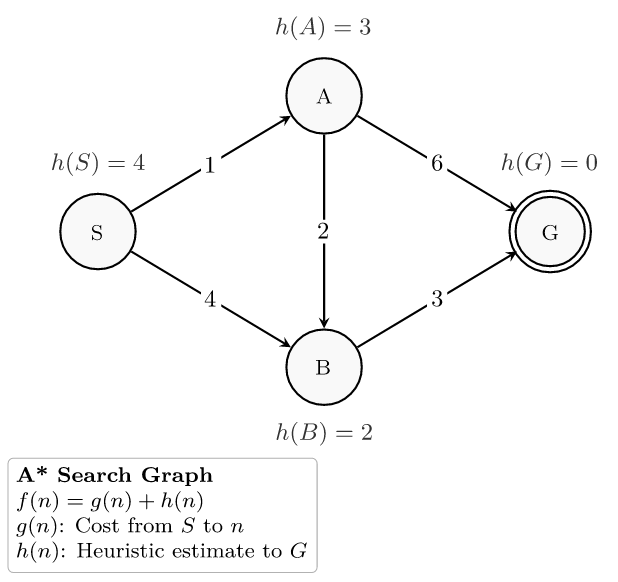 h(A) = 3
A
h(S) = 4
1
6
h(G) = 0
S
2
G
4
3
B
h(B) = 2
A* Search Graph
f(n) = g(n) + h(n)
g(n): Cost from S to n
h(n): Heuristic estimate to G